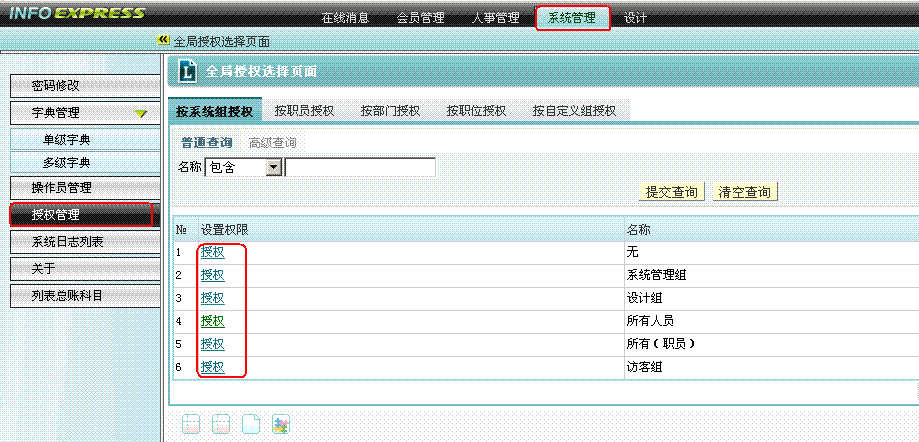 INFO EXPRESS
在线消息 会员管理 人事管理 系统管理 设计
全局授权选择页面
密码修改
字典管理
单级字典
多级字典
操作员管理
授权管理
系统日志列表
关于
列表总账科目
全局授权选择页面
按系统组授权 按职员授权 按部门授权 按职位授权 按自定义组授权
普通查询 高级查询
名称 包含
提交查询 清空查询
№ 设置权限 名称
1 授权 无
2 授权 系统管理组
3 授权 设计组
4 授权 所有人员
5 授权 所有(职员)
6 授权 访客组